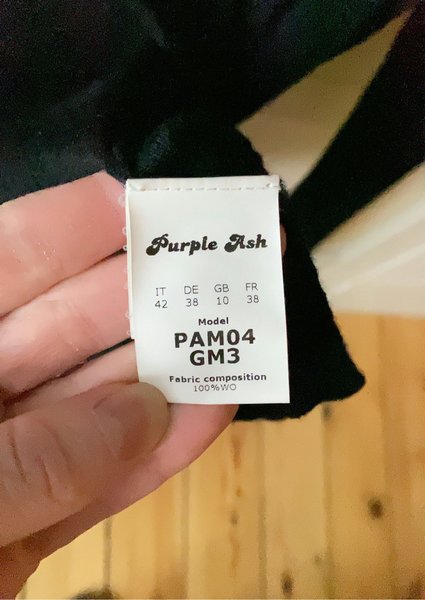 Purple Ash
IT DE GB FR
42 38 10 38
Model
PAM04
GM3
Fabric composition
100%WO